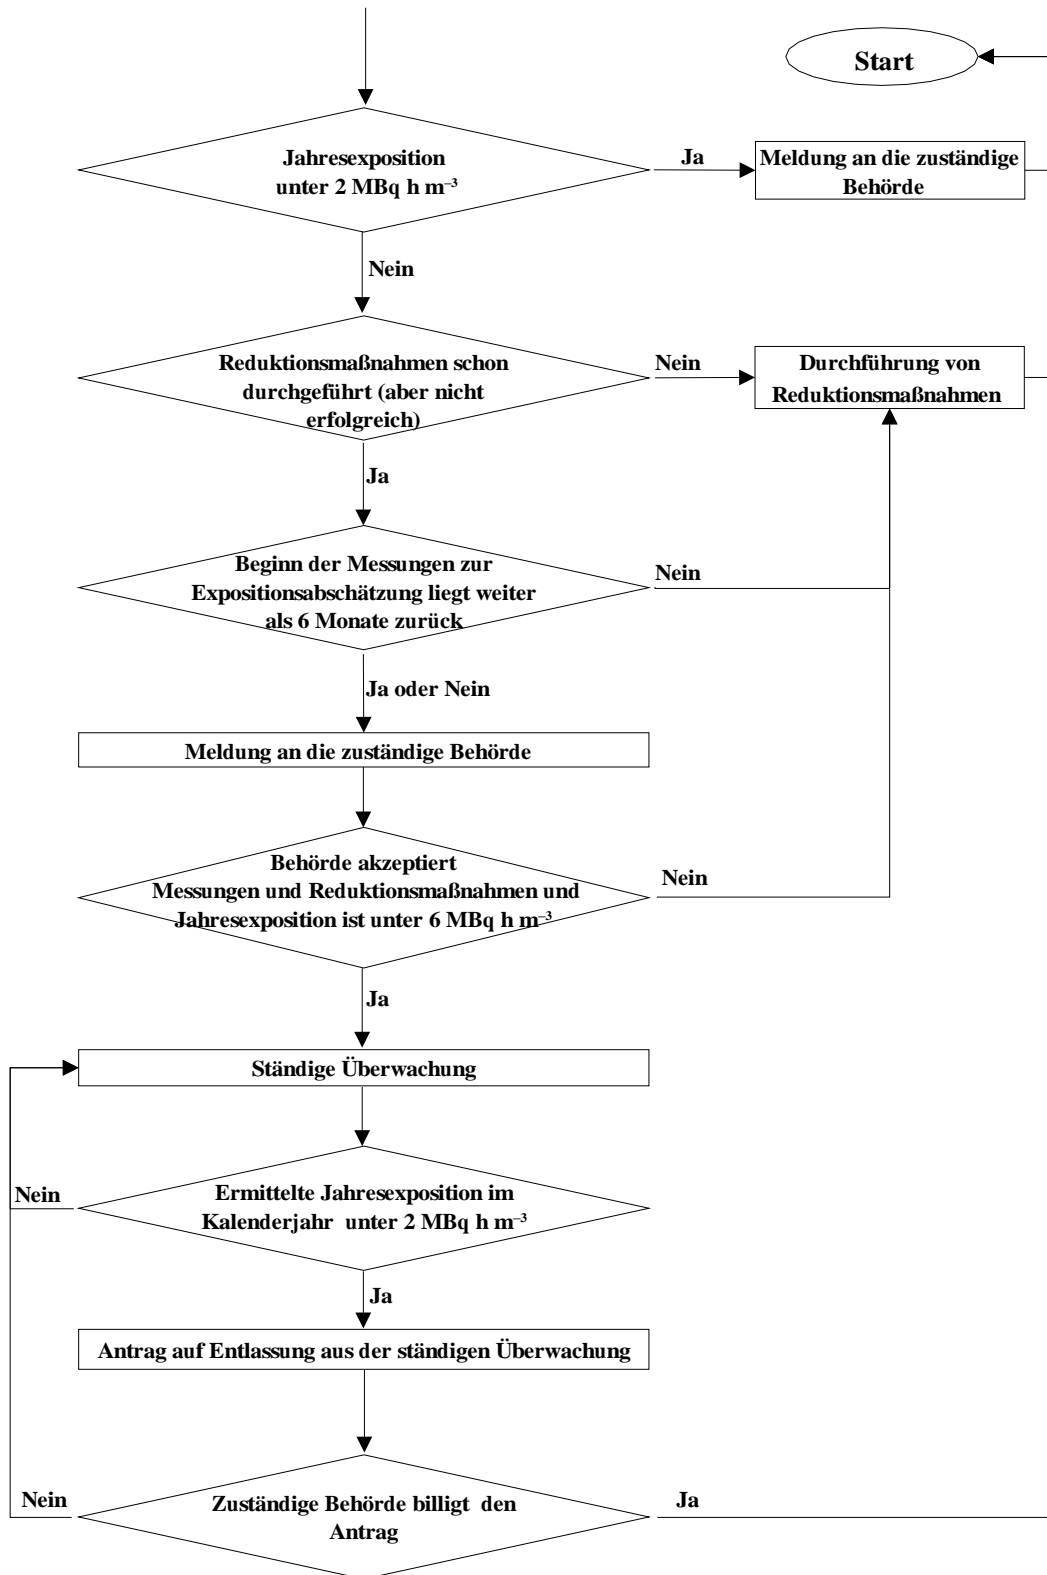 Start
Jahresexposition
unter 2 MBq h m⁻³
Ja
Meldung an die zuständige
Behörde
Nein
Reduktionsmaßnahmen schon
durchgeführt (aber nicht
erfolgreich)
Nein
Durchführung von
Reduktionsmaßnahmen
Ja
Beginn der Messungen zur
Expositionsabschätzung liegt weiter
als 6 Monate zurück
Nein
Ja oder Nein
Meldung an die zuständige Behörde
Behörde akzeptiert
Messungen und Reduktionsmaßnahmen und
Jahresexposition ist unter 6 MBq h m⁻³
Nein
Ja
Ständige Überwachung
Ermittelte Jahresexposition im
Kalenderjahr unter 2 MBq h m⁻³
Nein
Ja
Antrag auf Entlassung aus der ständigen Überwachung
Zuständige Behörde billigt den
Antrag
Nein
Ja